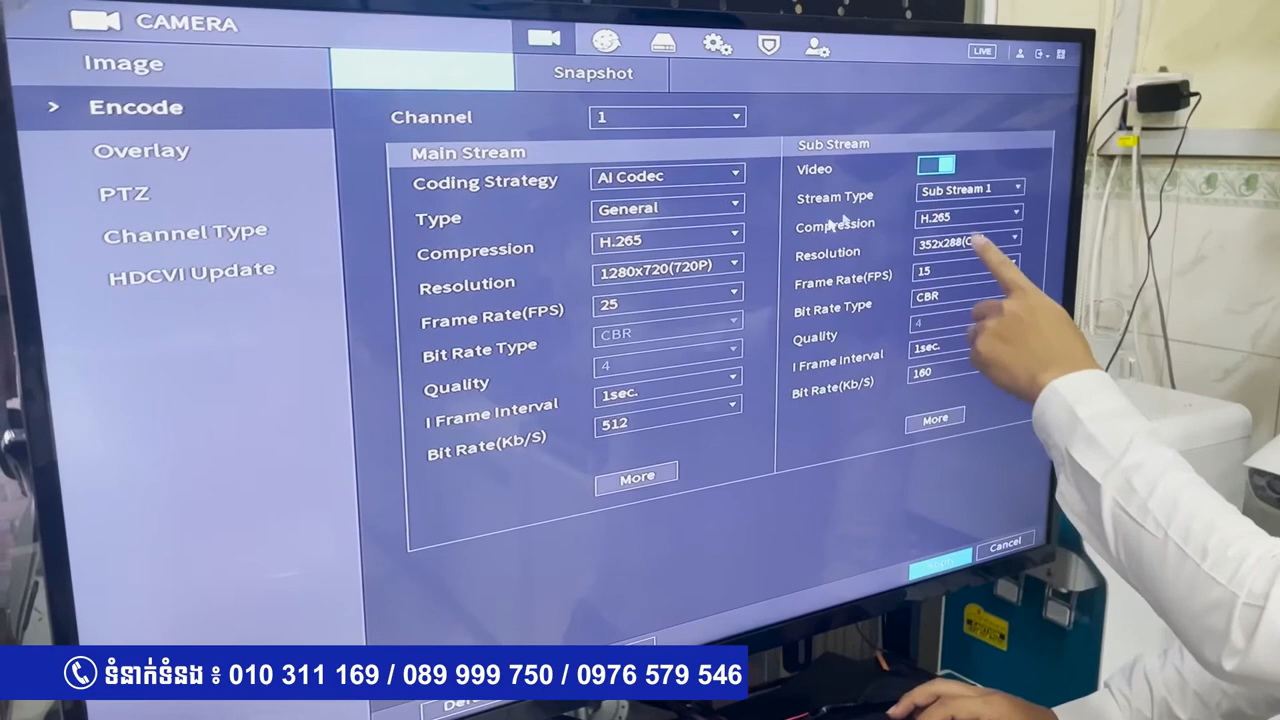 CAMERA
LIVE
Image
Snapshot
> Encode
Overlay
PTZ
Channel Type
HDCVI Update
Channel 1
Main Stream
Coding Strategy AI Codec
Type General
Compression H.265
Resolution 1280x720(720P)
Frame Rate(FPS) 25
Bit Rate Type CBR
Quality 4
I Frame Interval 1sec.
Bit Rate(Kb/S) 512
More
Sub Stream
Video
Stream Type Sub Stream 1
Compression H.265
Resolution 352x288(C
Frame Rate(FPS) 15
Bit Rate Type CBR
Quality 4
I Frame Interval 1sec.
Bit Rate(Kb/S) 160
More
Apply Cancel
ទំនាក់ទំនង ៖ 010 311 169 / 089 999 750 / 0976 579 546